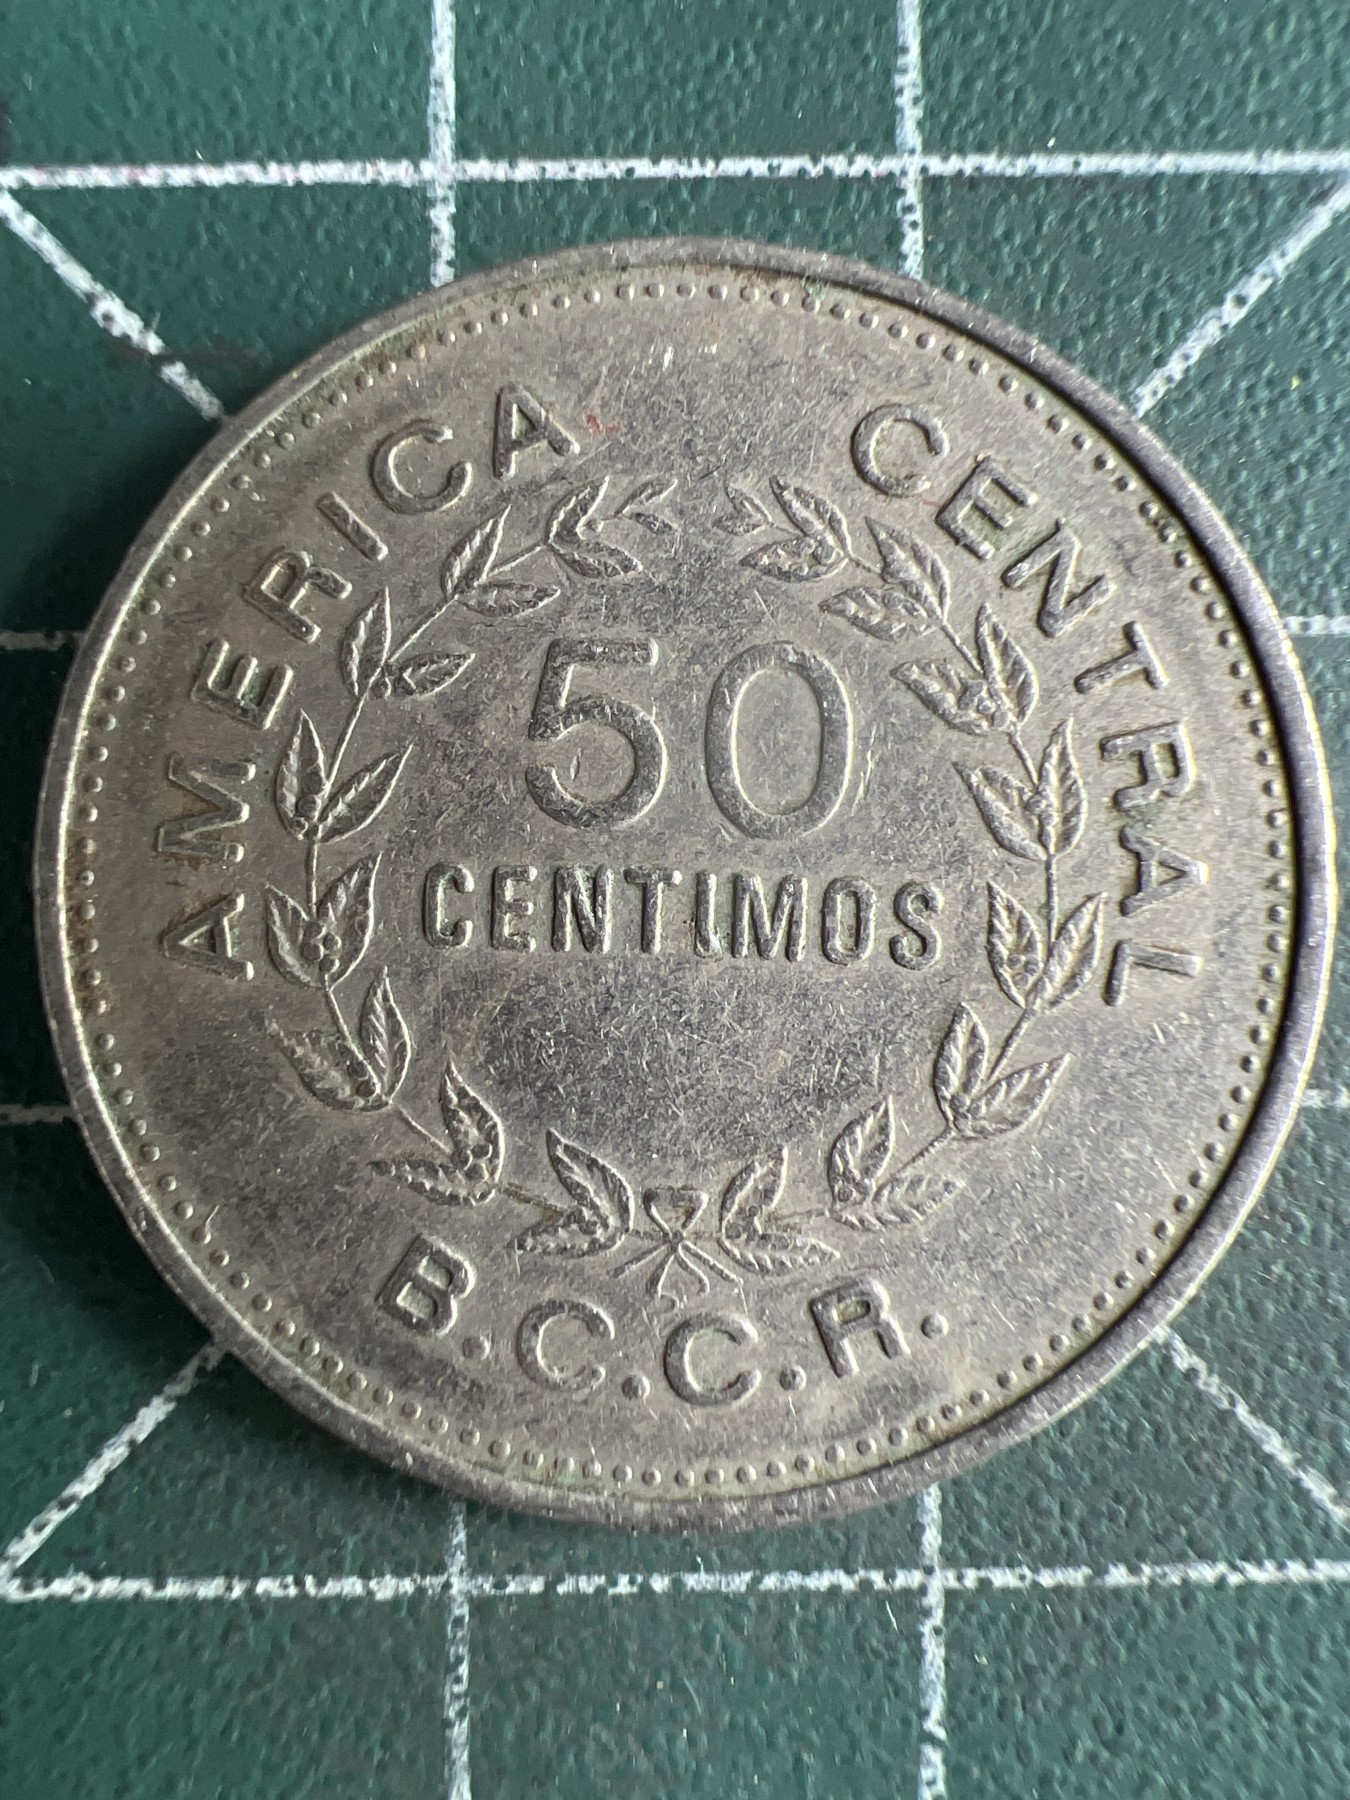 AMERICA CENTRAL
50
CENTIMOS
B.C.C.R.